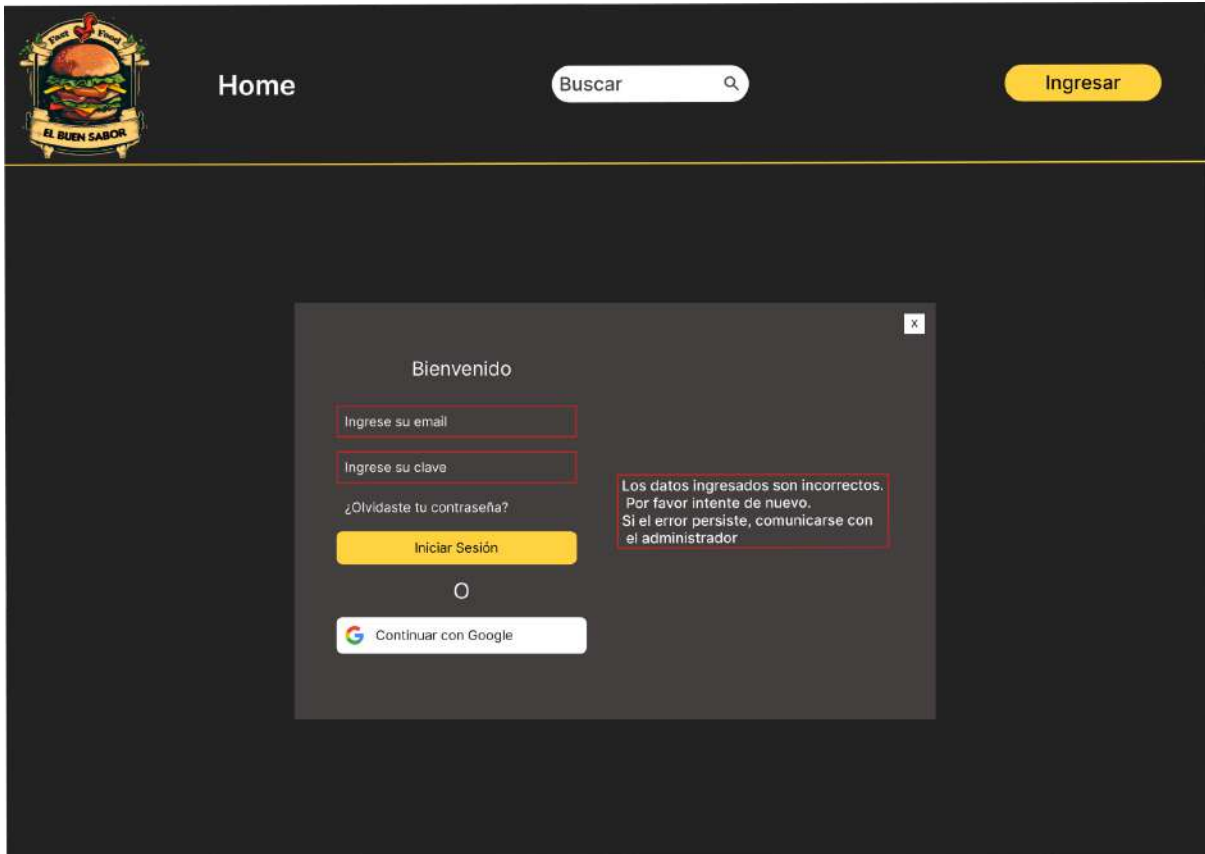 Fast Food
EL BUEN SABOR
Home
Buscar
Ingresar
X
Bienvenido
Ingrese su email
Ingrese su clave
¿Olvidaste tu contraseña?
Iniciar Sesión
O
Continuar con Google
Los datos ingresados son incorrectos.
Por favor intente de nuevo.
Si el error persiste, comunicarse con
el administrador